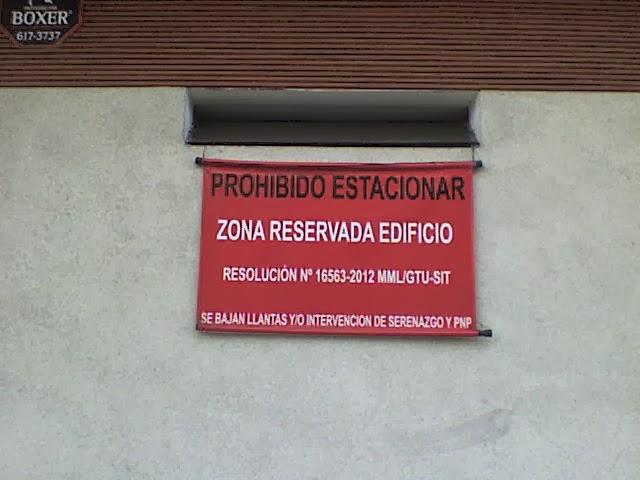 BOXER®
617-3737
PROHIBIDO ESTACIONAR
ZONA RESERVADA EDIFICIO
RESOLUCIÓN Nº 16563-2012 MML/GTU-SIT
SE BAJAN LLANTAS Y/O INTERVENCION DE SERENAZGO Y PNP